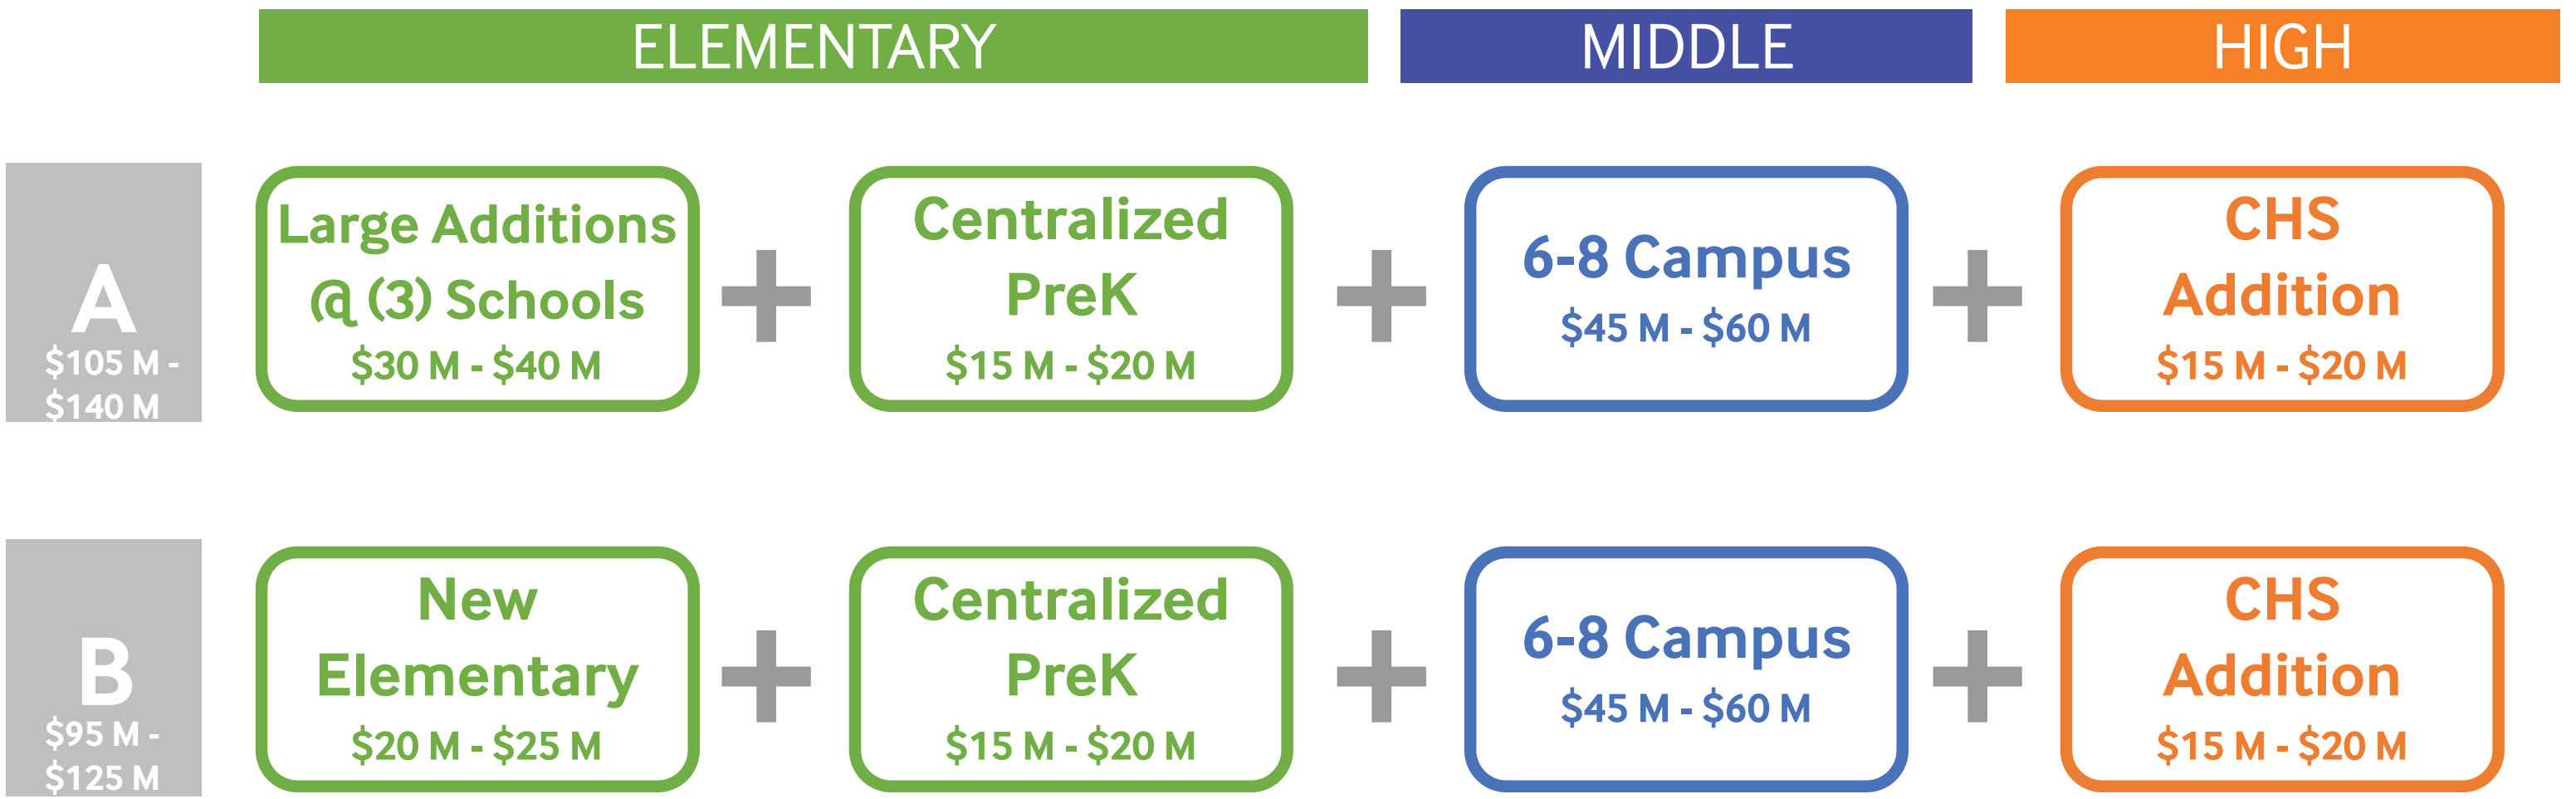 ELEMENTARY
MIDDLE
HIGH
A
$105 M -
$140 M
Large Additions
@ (3) Schools
$30 M - $40 M
+
Centralized
PreK
$15 M - $20 M
+
6-8 Campus
$45 M - $60 M
+
CHS
Addition
$15 M - $20 M
B
$95 M -
$125 M
New
Elementary
$20 M - $25 M
+
Centralized
PreK
$15 M - $20 M
+
6-8 Campus
$45 M - $60 M
+
CHS
Addition
$15 M - $20 M